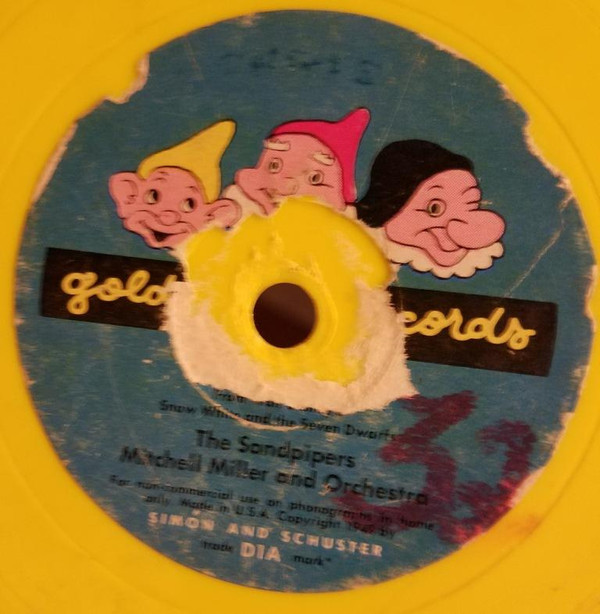 gold
cords
Snow White and the Seven Dwarfs
The Sandpipers
Mitchell Miller and Orchestra
For non-commercial use on phonographs in home
only. Made in U.S.A. Copyright by
SIMON AND SCHUSTER
"trade DIA mark"